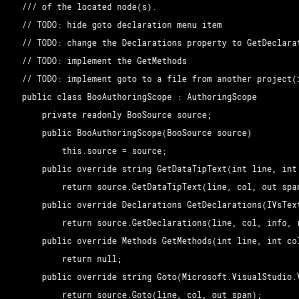 /// of the located node(s).
// TODO: hide goto declaration menu item
// TODO: change the Declarations property to GetDeclarat
// TODO: implement the GetMethods
// TODO: implement goto to a file from another project(i
public class BooAuthoringScope : AuthoringScope
private readonly BooSource source;
public BooAuthoringScope(BooSource source)
this.source = source;
public override string GetDataTipText(int line, int
return source.GetDataTipText(line, col, out span
public override Declarations GetDeclarations(IVsText
return source.GetDeclarations(line, col, info, r
public override Methods GetMethods(int line, int col
return null;
public override string Goto(Microsoft.VisualStudio.V
return source.Goto(line, col, out span);